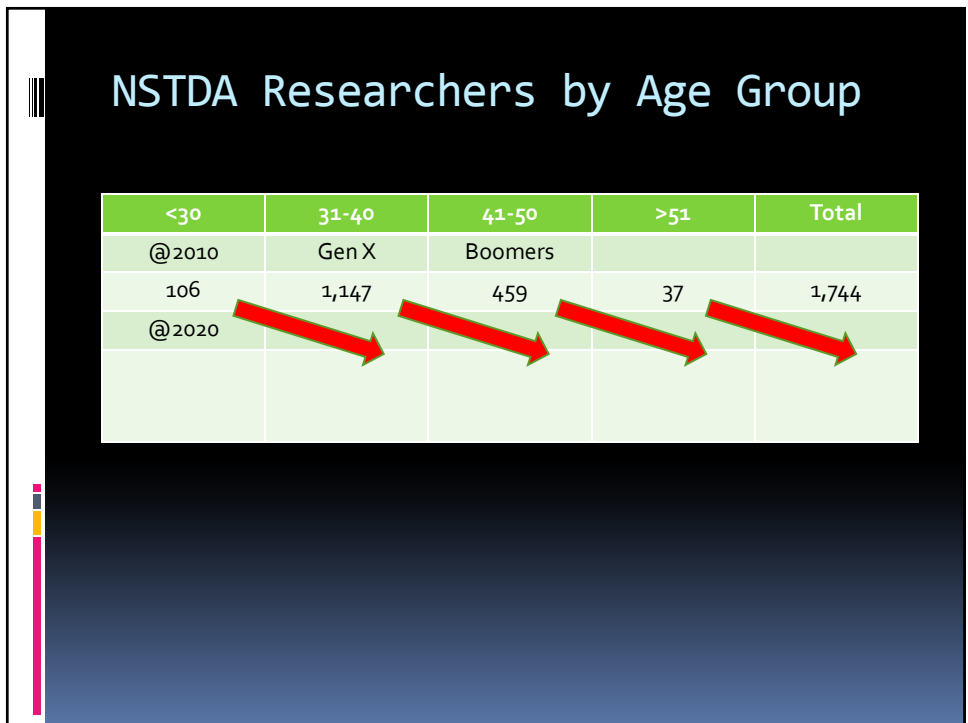 NSTDA Researchers by Age Group
<30 31-40 41-50 >51 Total
@2010 Gen X Boomers
106 1,147 459 37 1,744
@2020